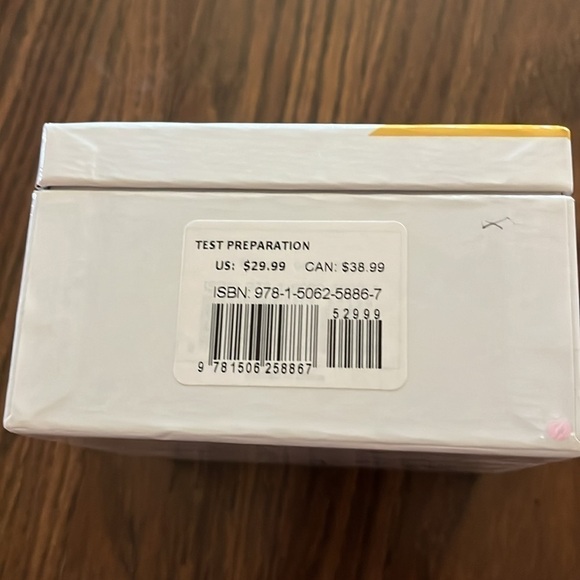 TEST PREPARATION
US: $29.99 CAN: $38.99
ISBN: 978-1-5062-5886-7
52999
9 781506 258867